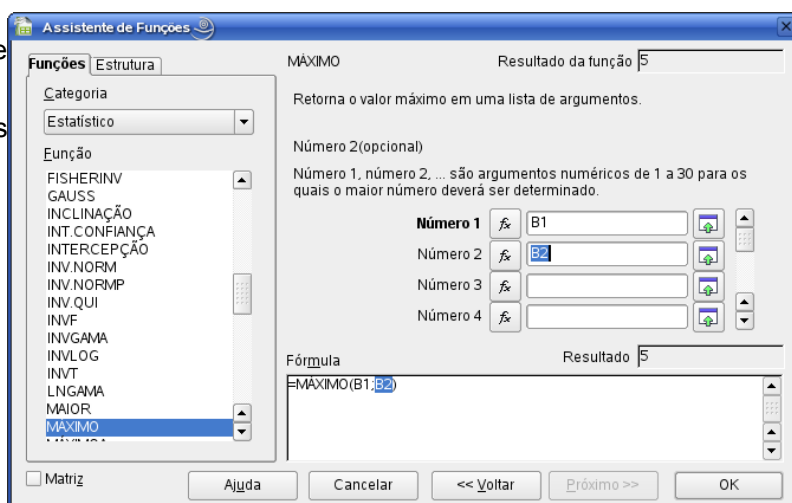 Assistente de Funções
e
s
Funções Estrutura
Categoria
Estatístico
Função
FISHERINV
GAUSS
INCLINAÇÃO
INT.CONFIANÇA
INTERCEPÇÃO
INV.NORM
INV.NORMP
INV.QUI
INVF
INVGAMA
INVLOG
INVT
LNGAMA
MAIOR
MÁXIMO
MÁXIMO Resultado da função 5
Retorna o valor máximo em uma lista de argumentos.
Número 2(opcional)
Número 1, número 2, ... são argumentos numéricos de 1 a 30 para os
quais o maior número deverá ser determinado.
Número 1 fx B1
Número 2 fx B2
Número 3 fx
Número 4 fx
Fórmula Resultado 5
=MÁXIMO(B1;B2)
Matriz Ajuda Cancelar << Voltar Próximo >> OK